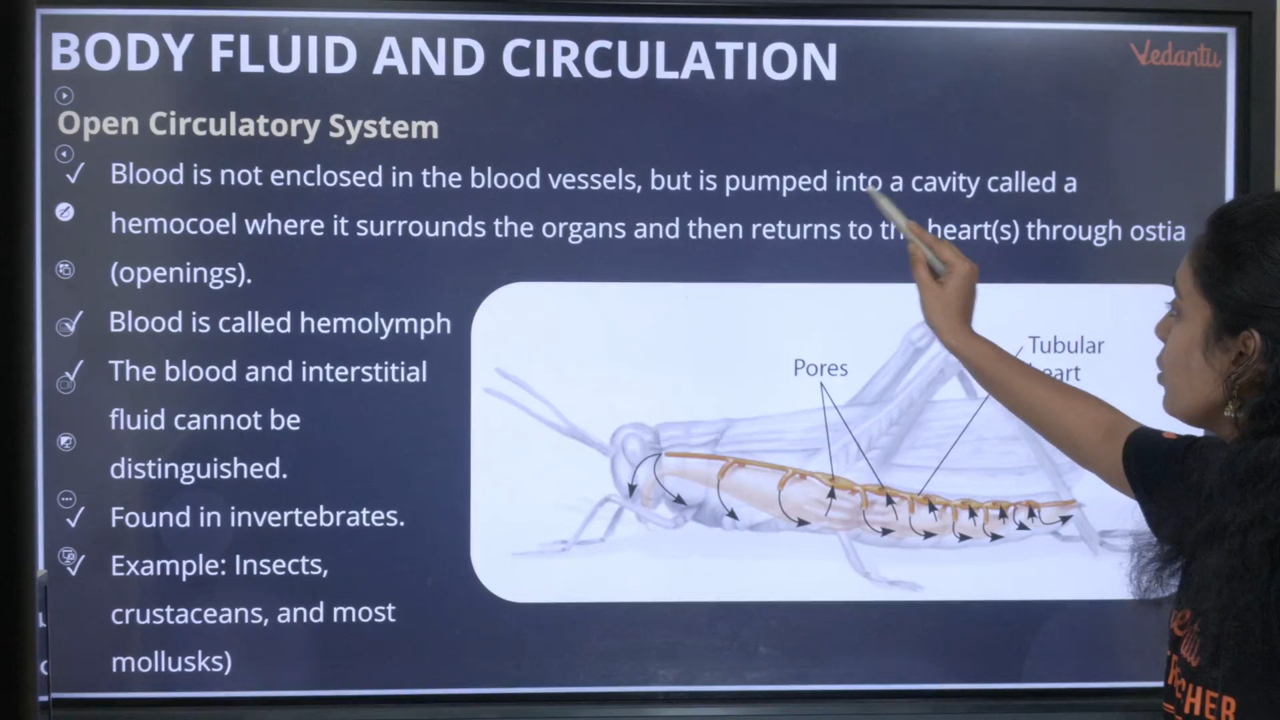 BODY FLUID AND CIRCULATION
Vedantu
Open Circulatory System
✓ Blood is not enclosed in the blood vessels, but is pumped into a cavity called a
hemocoel where it surrounds the organs and then returns to the heart(s) through ostia
(openings).
✓ Blood is called hemolymph
✓ The blood and interstitial
fluid cannot be
distinguished.
✓ Found in invertebrates.
✓ Example: Insects,
crustaceans, and most
mollusks)
Pores
Tubular
heart